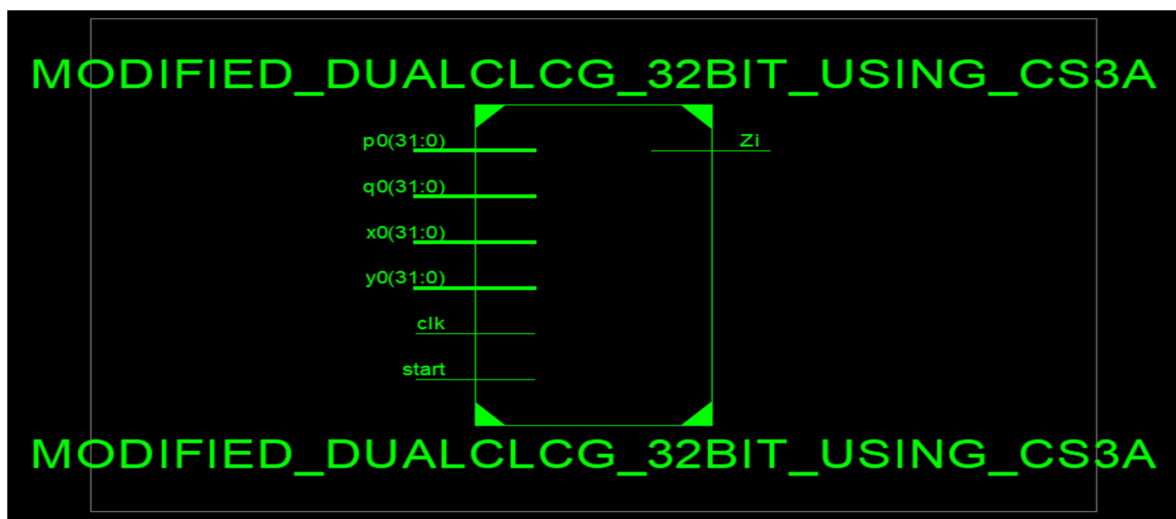 MODIFIED_DUALCLCG_32BIT_USING_CS3A
p0(31:0)
Zi
q0(31:0)
x0(31:0)
y0(31:0)
clk
start
MODIFIED_DUALCLCG_32BIT_USING_CS3A